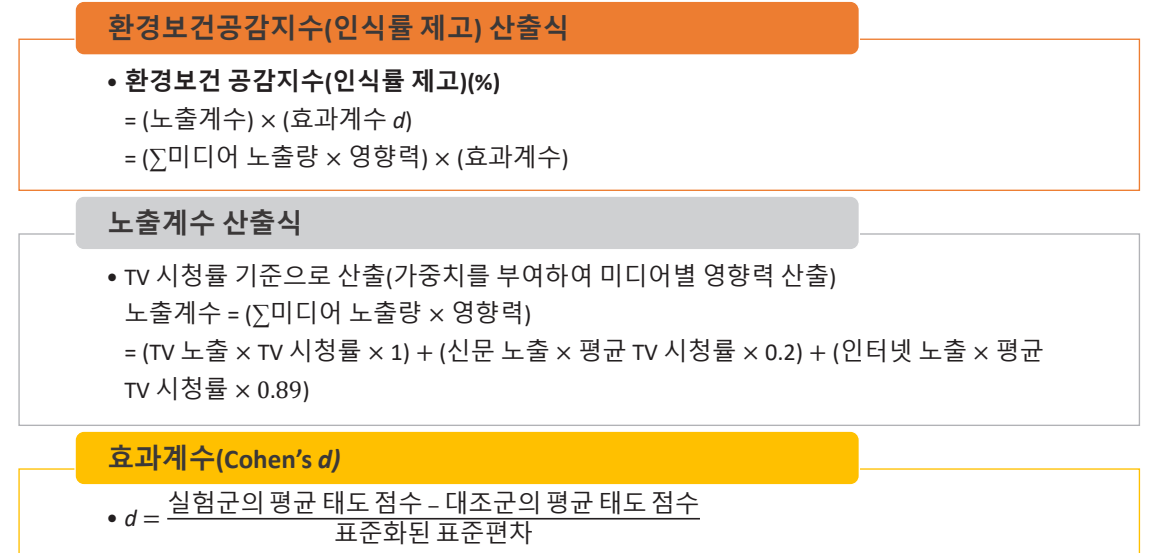 환경보건공감지수(인식률 제고) 산출식
• 환경보건 공감지수(인식률 제고)(%)
= (노출계수) × (효과계수 d)
= (∑미디어 노출량 × 영향력) × (효과계수)
노출계수 산출식
• TV 시청률 기준으로 산출(가중치를 부여하여 미디어별 영향력 산출)
노출계수 = (∑미디어 노출량 × 영향력)
= (TV 노출 × TV 시청률 × 1) + (신문 노출 × 평균 TV 시청률 × 0.2) + (인터넷 노출 × 평균
TV 시청률 × 0.89)
효과계수(Cohen's d)
• d = 실험군의 평균 태도 점수 – 대조군의 평균 태도 점수
표준화된 표준편차